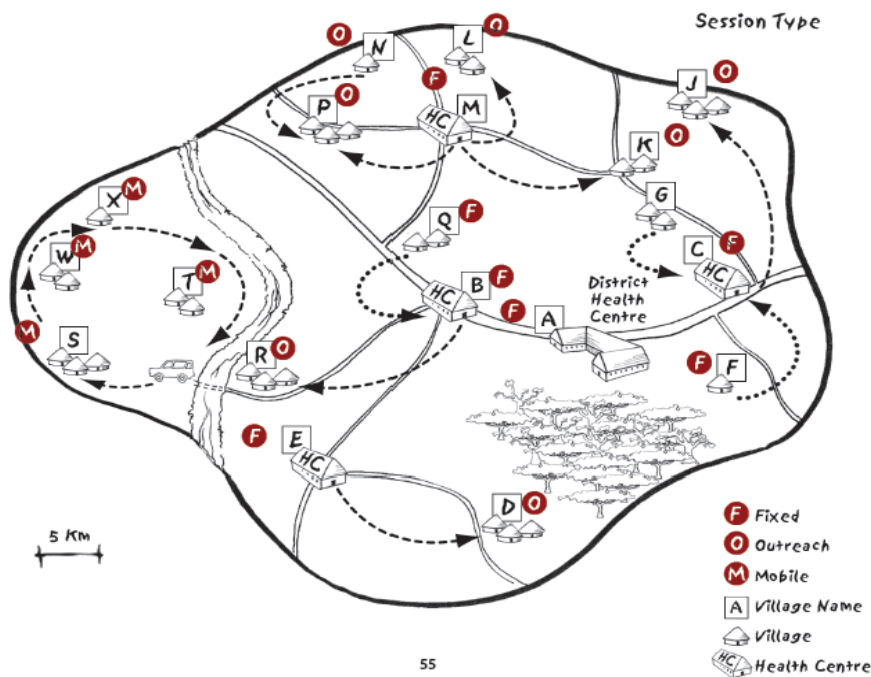 Session Type
O N
L O
J O
P O
F
HC M
K O
X M
G
W M
Q F
C F
HC
T M
B F
HC
F A
District
Health
Centre
M S
R O
F F
F E
HC
D O
5 Km
F Fixed
O Outreach
M Mobile
A Village Name
Village
HC Health Centre
55